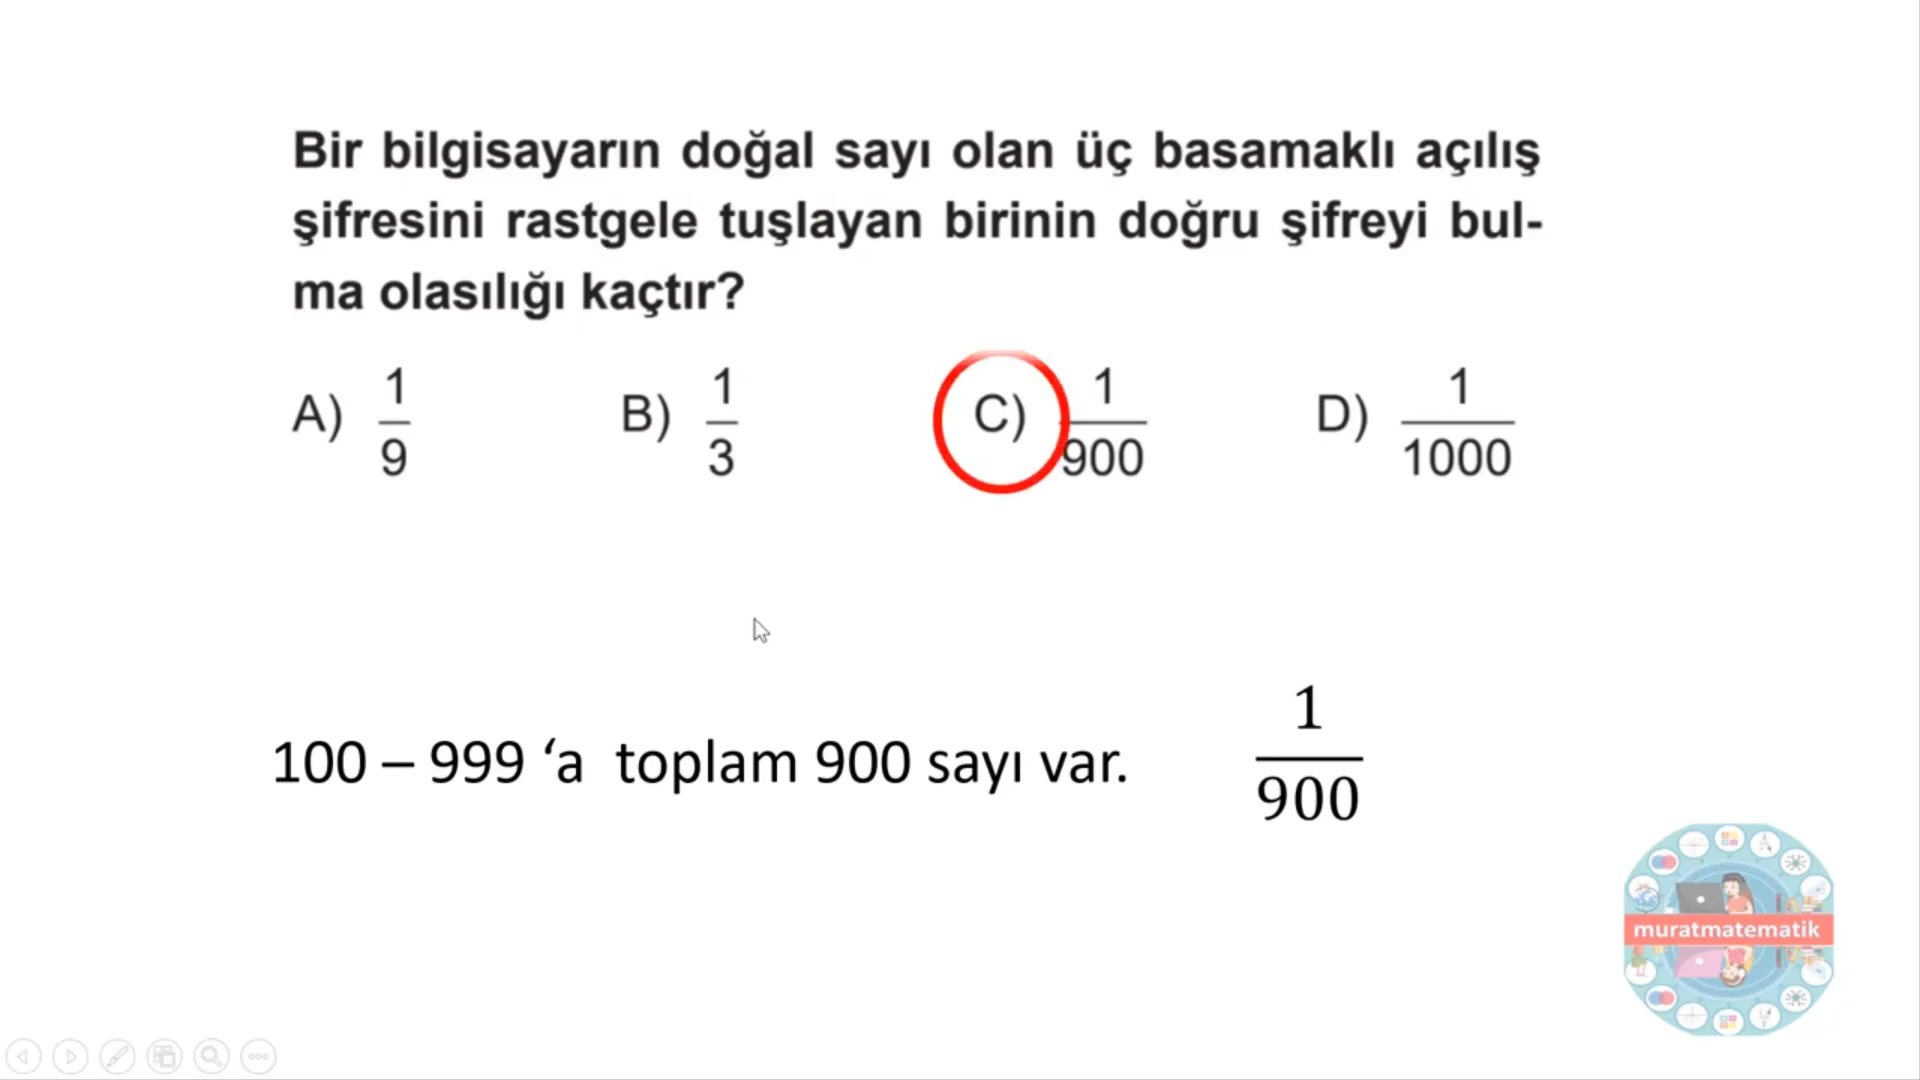 Bir bilgisayarın doğal sayı olan üç basamaklı açılış
şifresini rastgele tuşlayan birinin doğru şifreyi bul-
ma olasılığı kaçtır?
A) 1/9 B) 1/3 C) 1/900 D) 1/1000
100 – 999 ‘a toplam 900 sayı var. 1/900
muratmatematik